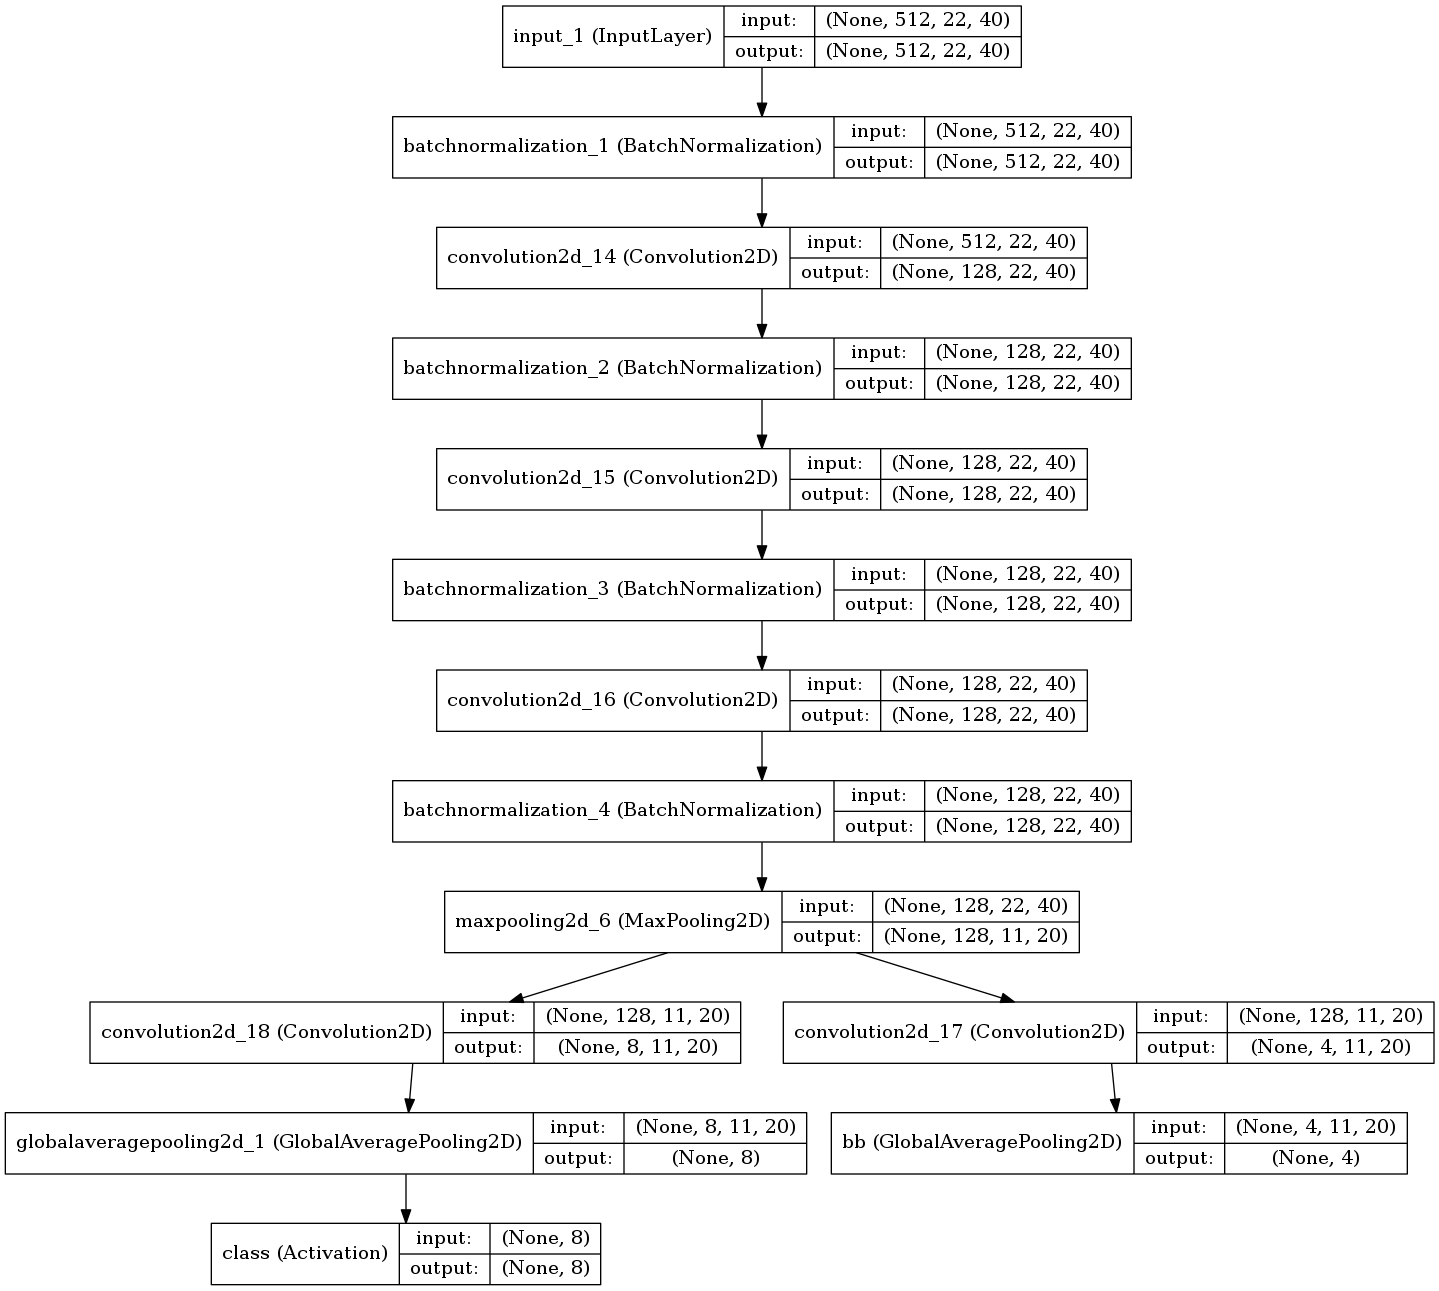 input_1 (InputLayer)
input: (None, 512, 22, 40)
output: (None, 512, 22, 40)
batchnormalization_1 (BatchNormalization)
input: (None, 512, 22, 40)
output: (None, 512, 22, 40)
convolution2d_14 (Convolution2D)
input: (None, 512, 22, 40)
output: (None, 128, 22, 40)
batchnormalization_2 (BatchNormalization)
input: (None, 128, 22, 40)
output: (None, 128, 22, 40)
convolution2d_15 (Convolution2D)
input: (None, 128, 22, 40)
output: (None, 128, 22, 40)
batchnormalization_3 (BatchNormalization)
input: (None, 128, 22, 40)
output: (None, 128, 22, 40)
convolution2d_16 (Convolution2D)
input: (None, 128, 22, 40)
output: (None, 128, 22, 40)
batchnormalization_4 (BatchNormalization)
input: (None, 128, 22, 40)
output: (None, 128, 22, 40)
maxpooling2d_6 (MaxPooling2D)
input: (None, 128, 22, 40)
output: (None, 128, 11, 20)
convolution2d_18 (Convolution2D)
input: (None, 128, 11, 20)
output: (None, 8, 11, 20)
convolution2d_17 (Convolution2D)
input: (None, 128, 11, 20)
output: (None, 4, 11, 20)
globalaveragepooling2d_1 (GlobalAveragePooling2D)
input: (None, 8, 11, 20)
output: (None, 8)
bb (GlobalAveragePooling2D)
input: (None, 4, 11, 20)
output: (None, 4)
class (Activation)
input: (None, 8)
output: (None, 8)